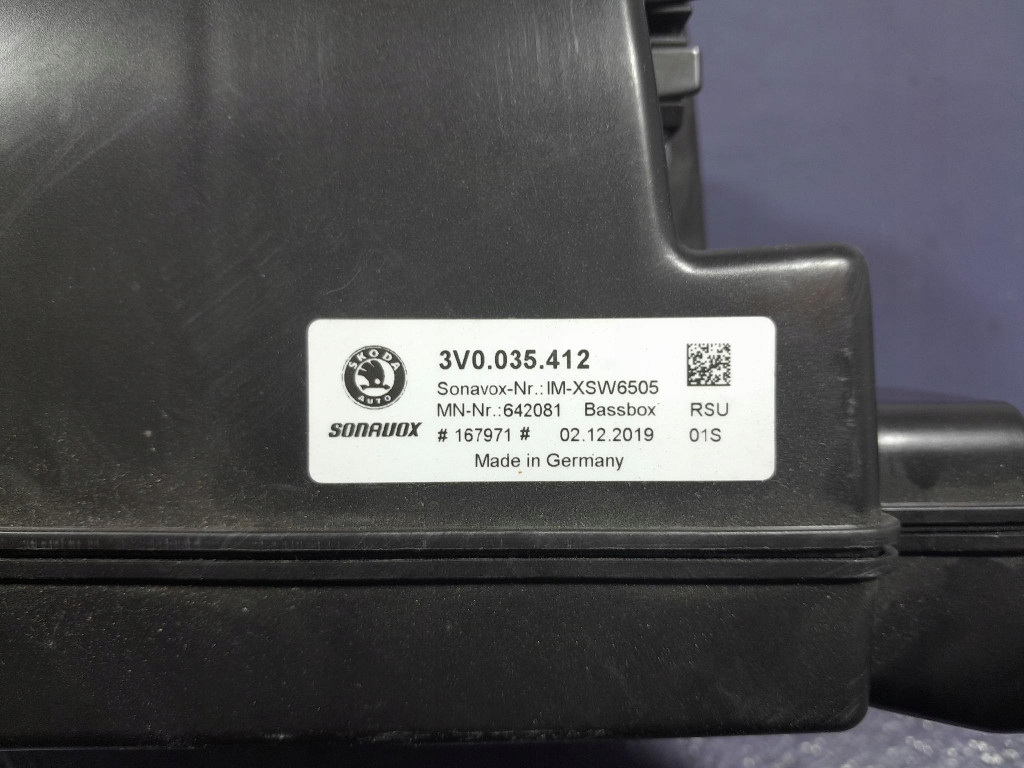 SKODA
AUTO
SONAVOX
3V0.035.412
Sonavox-Nr.:IM-XSW6505
MN-Nr.:642081 Bassbox RSU
# 167971 # 02.12.2019 01S
Made in Germany